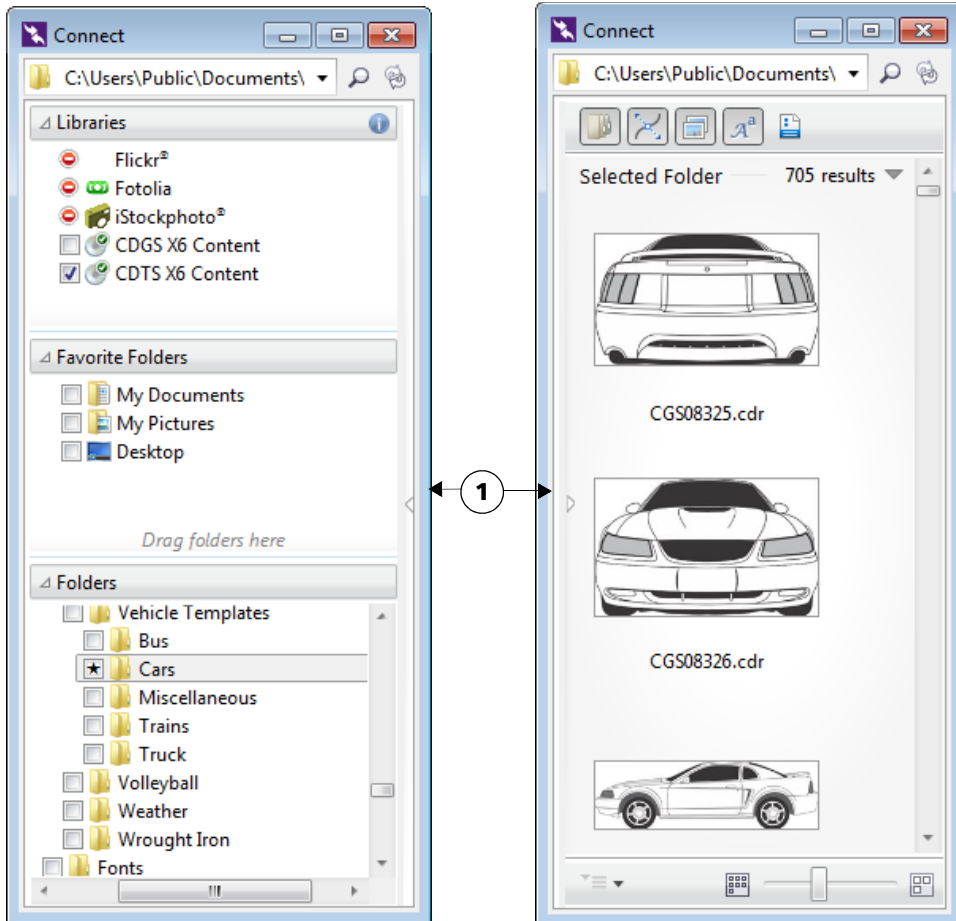 Connect
C:\Users\Public\Documents\
Libraries
Flickr®
Fotolia
iStockphoto®
CDGS X6 Content
CDTS X6 Content
Favorite Folders
My Documents
My Pictures
Desktop
Drag folders here
Folders
Vehicle Templates
Bus
Cars
Miscellaneous
Trains
Truck
Volleyball
Weather
Wrought Iron
Fonts
1
Connect
C:\Users\Public\Documents\
Selected Folder 705 results
CGS08325.cdr
CGS08326.cdr